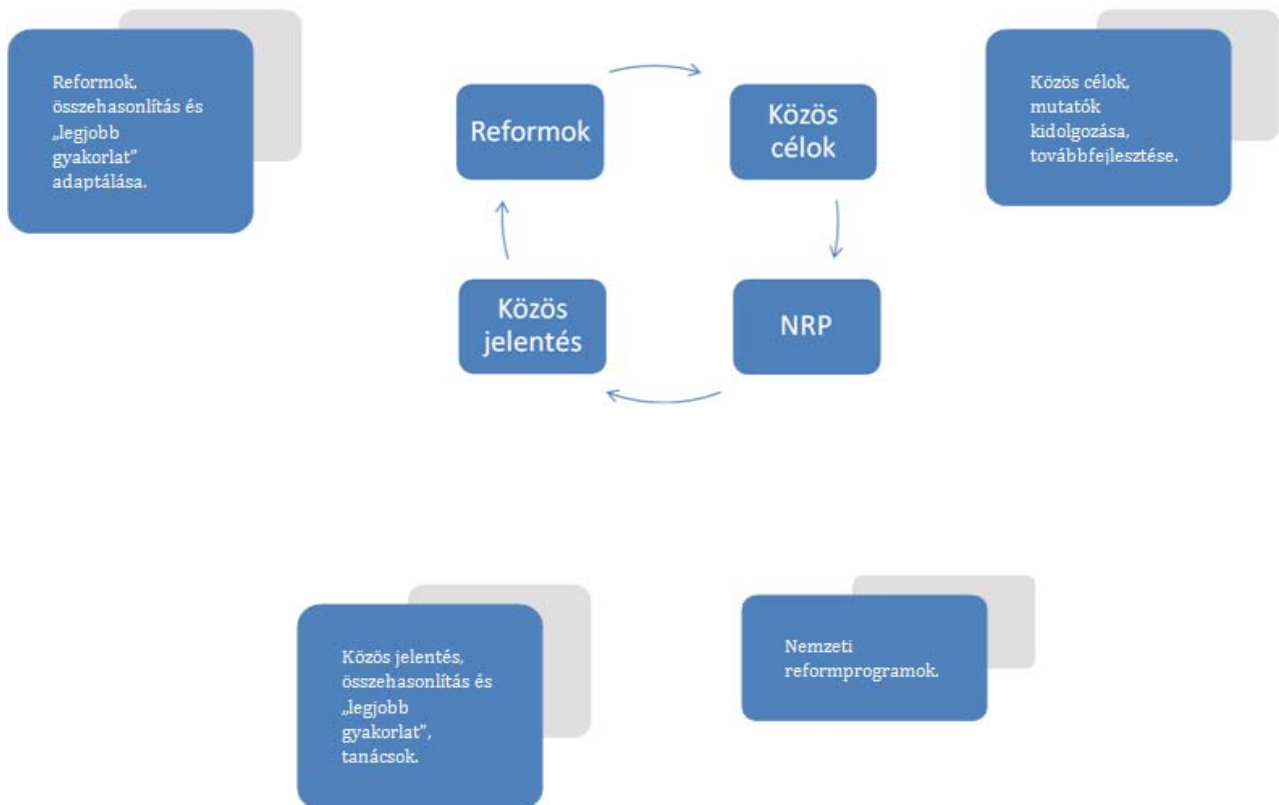 Reformok,
összehasonlítás és
„legjobb
gyakorlat”
adaptálása.
Reformok
Közös
célok
Közös célok,
mutatók
kidolgozása,
továbbfejlesztése.
Közös
jelentés
NRP
Közös jelentés,
összehasonlítás és
„legjobb
gyakorlat”,
tanácsok.
Nemzeti
reformprogramok.